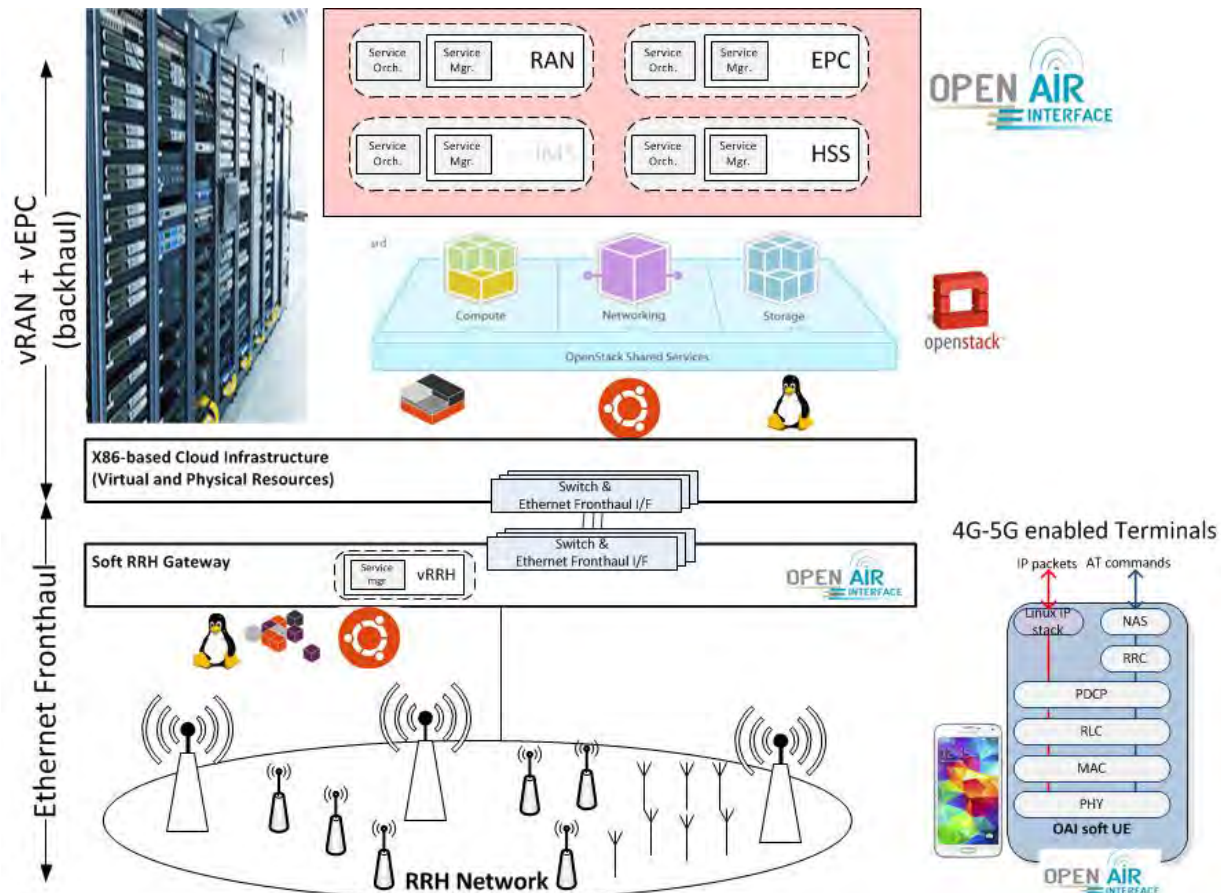 Service
Orch.
Service
Mgr.
RAN
Service
Orch.
Service
Mgr.
EPC
OPEN AIR
INTERFACE
Service
Orch.
Service
Mgr.
Service
Orch.
Service
Mgr.
HSS
vRAN + vEPC
(backhaul)
Compute
Networking
Storage
OpenStack Shared Services
openstack
X86-based Cloud Infrastructure
(Virtual and Physical Resources)
Switch &
Ethernet Fronthaul I/F
Switch &
Ethernet Fronthaul I/F
Soft RRH Gateway
Service
mgr
vRRH
OPEN AIR
INTERFACE
Ethernet Fronthaul
RRH Network
4G-5G enabled Terminals
IP packets
AT commands
Linux IP
stack
NAS
RRC
PDCP
RLC
MAC
PHY
OAI soft UE
OPEN AIR
INTERFACE